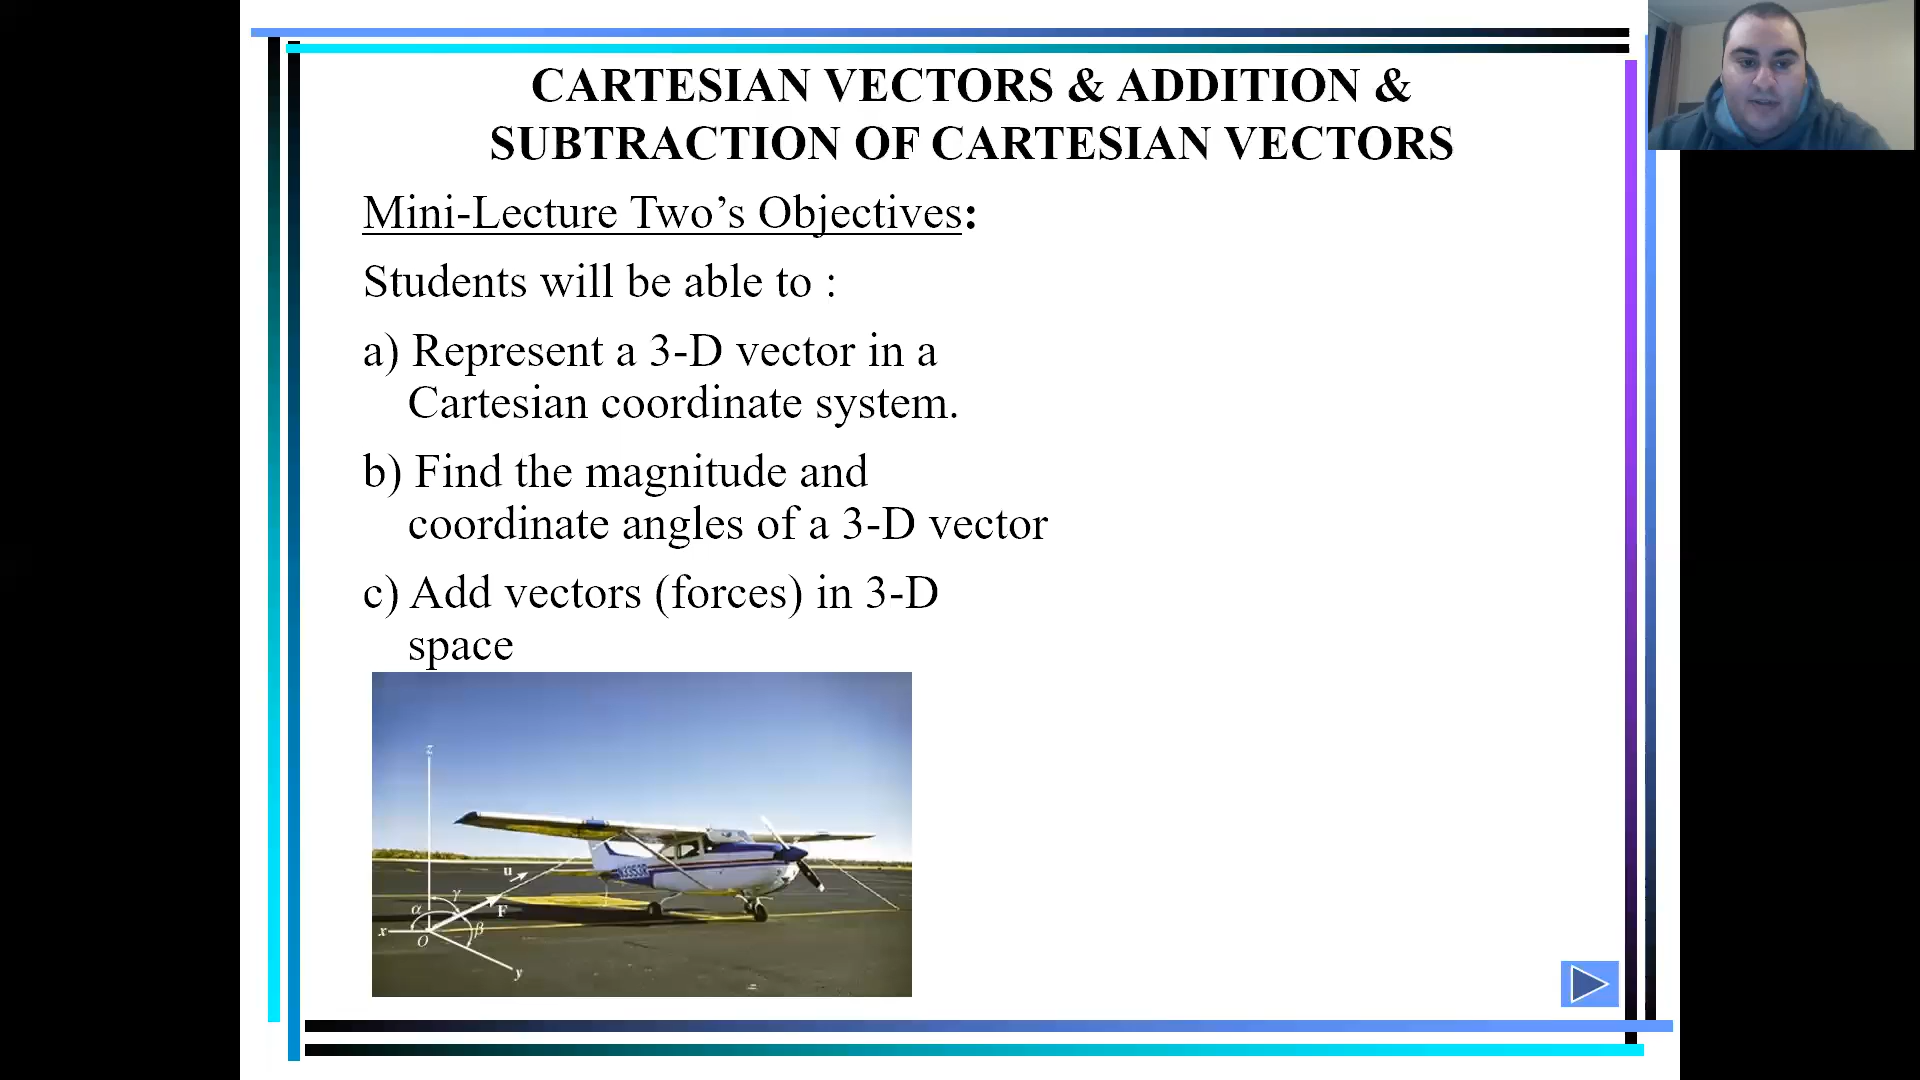 CARTESIAN VECTORS & ADDITION &
SUBTRACTION OF CARTESIAN VECTORS
Mini-Lecture Two’s Objectives:
Students will be able to :
a) Represent a 3-D vector in a
Cartesian coordinate system.
b) Find the magnitude and
coordinate angles of a 3-D vector
c) Add vectors (forces) in 3-D
space
z
u
γ
α
F
x
O
β
y